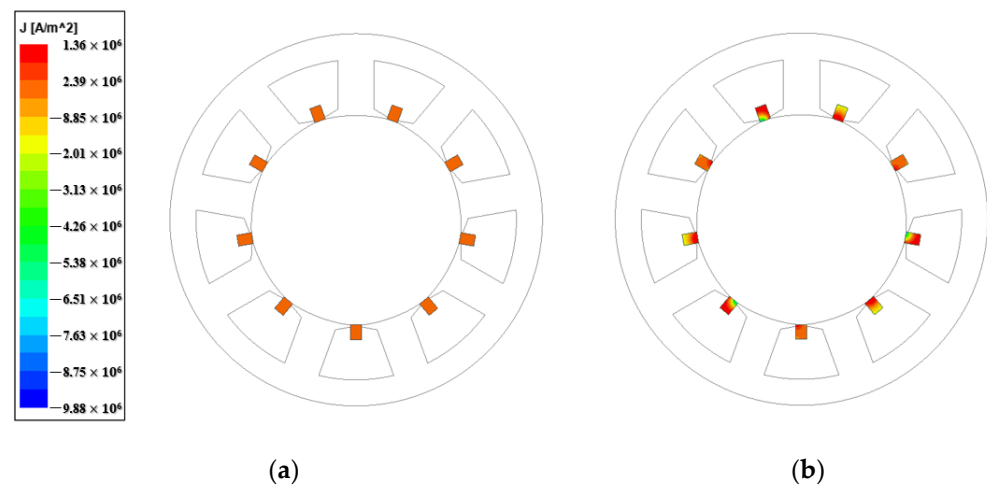 J [A/m^2]
1.36 × 10⁶
2.39 × 10⁶
—8.85 × 10⁶
—2.01 × 10⁶
—3.13 × 10⁶
—4.26 × 10⁶
—5.38 × 10⁶
—6.51 × 10⁶
—7.63 × 10⁶
—8.75 × 10⁶
—9.88 × 10⁶
(a) (b)